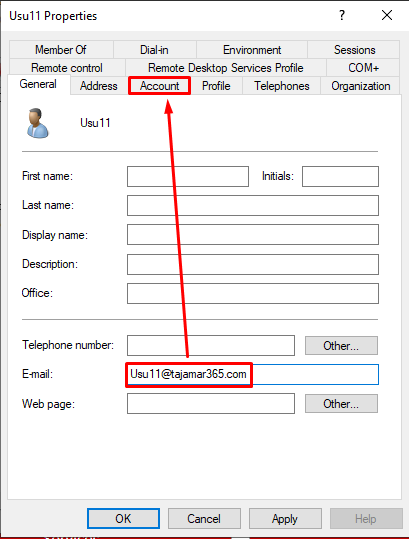 Usu11 Properties
? ×
Member Of Dial-in Environment Sessions
Remote control Remote Desktop Services Profile COM+
General Address Account Profile Telephones Organization
Usu11
First name: Initials:
Last name:
Display name:
Description:
Office:
Telephone number: Other...
E-mail: Usu11@tajamar365.com
Web page: Other...
OK Cancel Apply Help